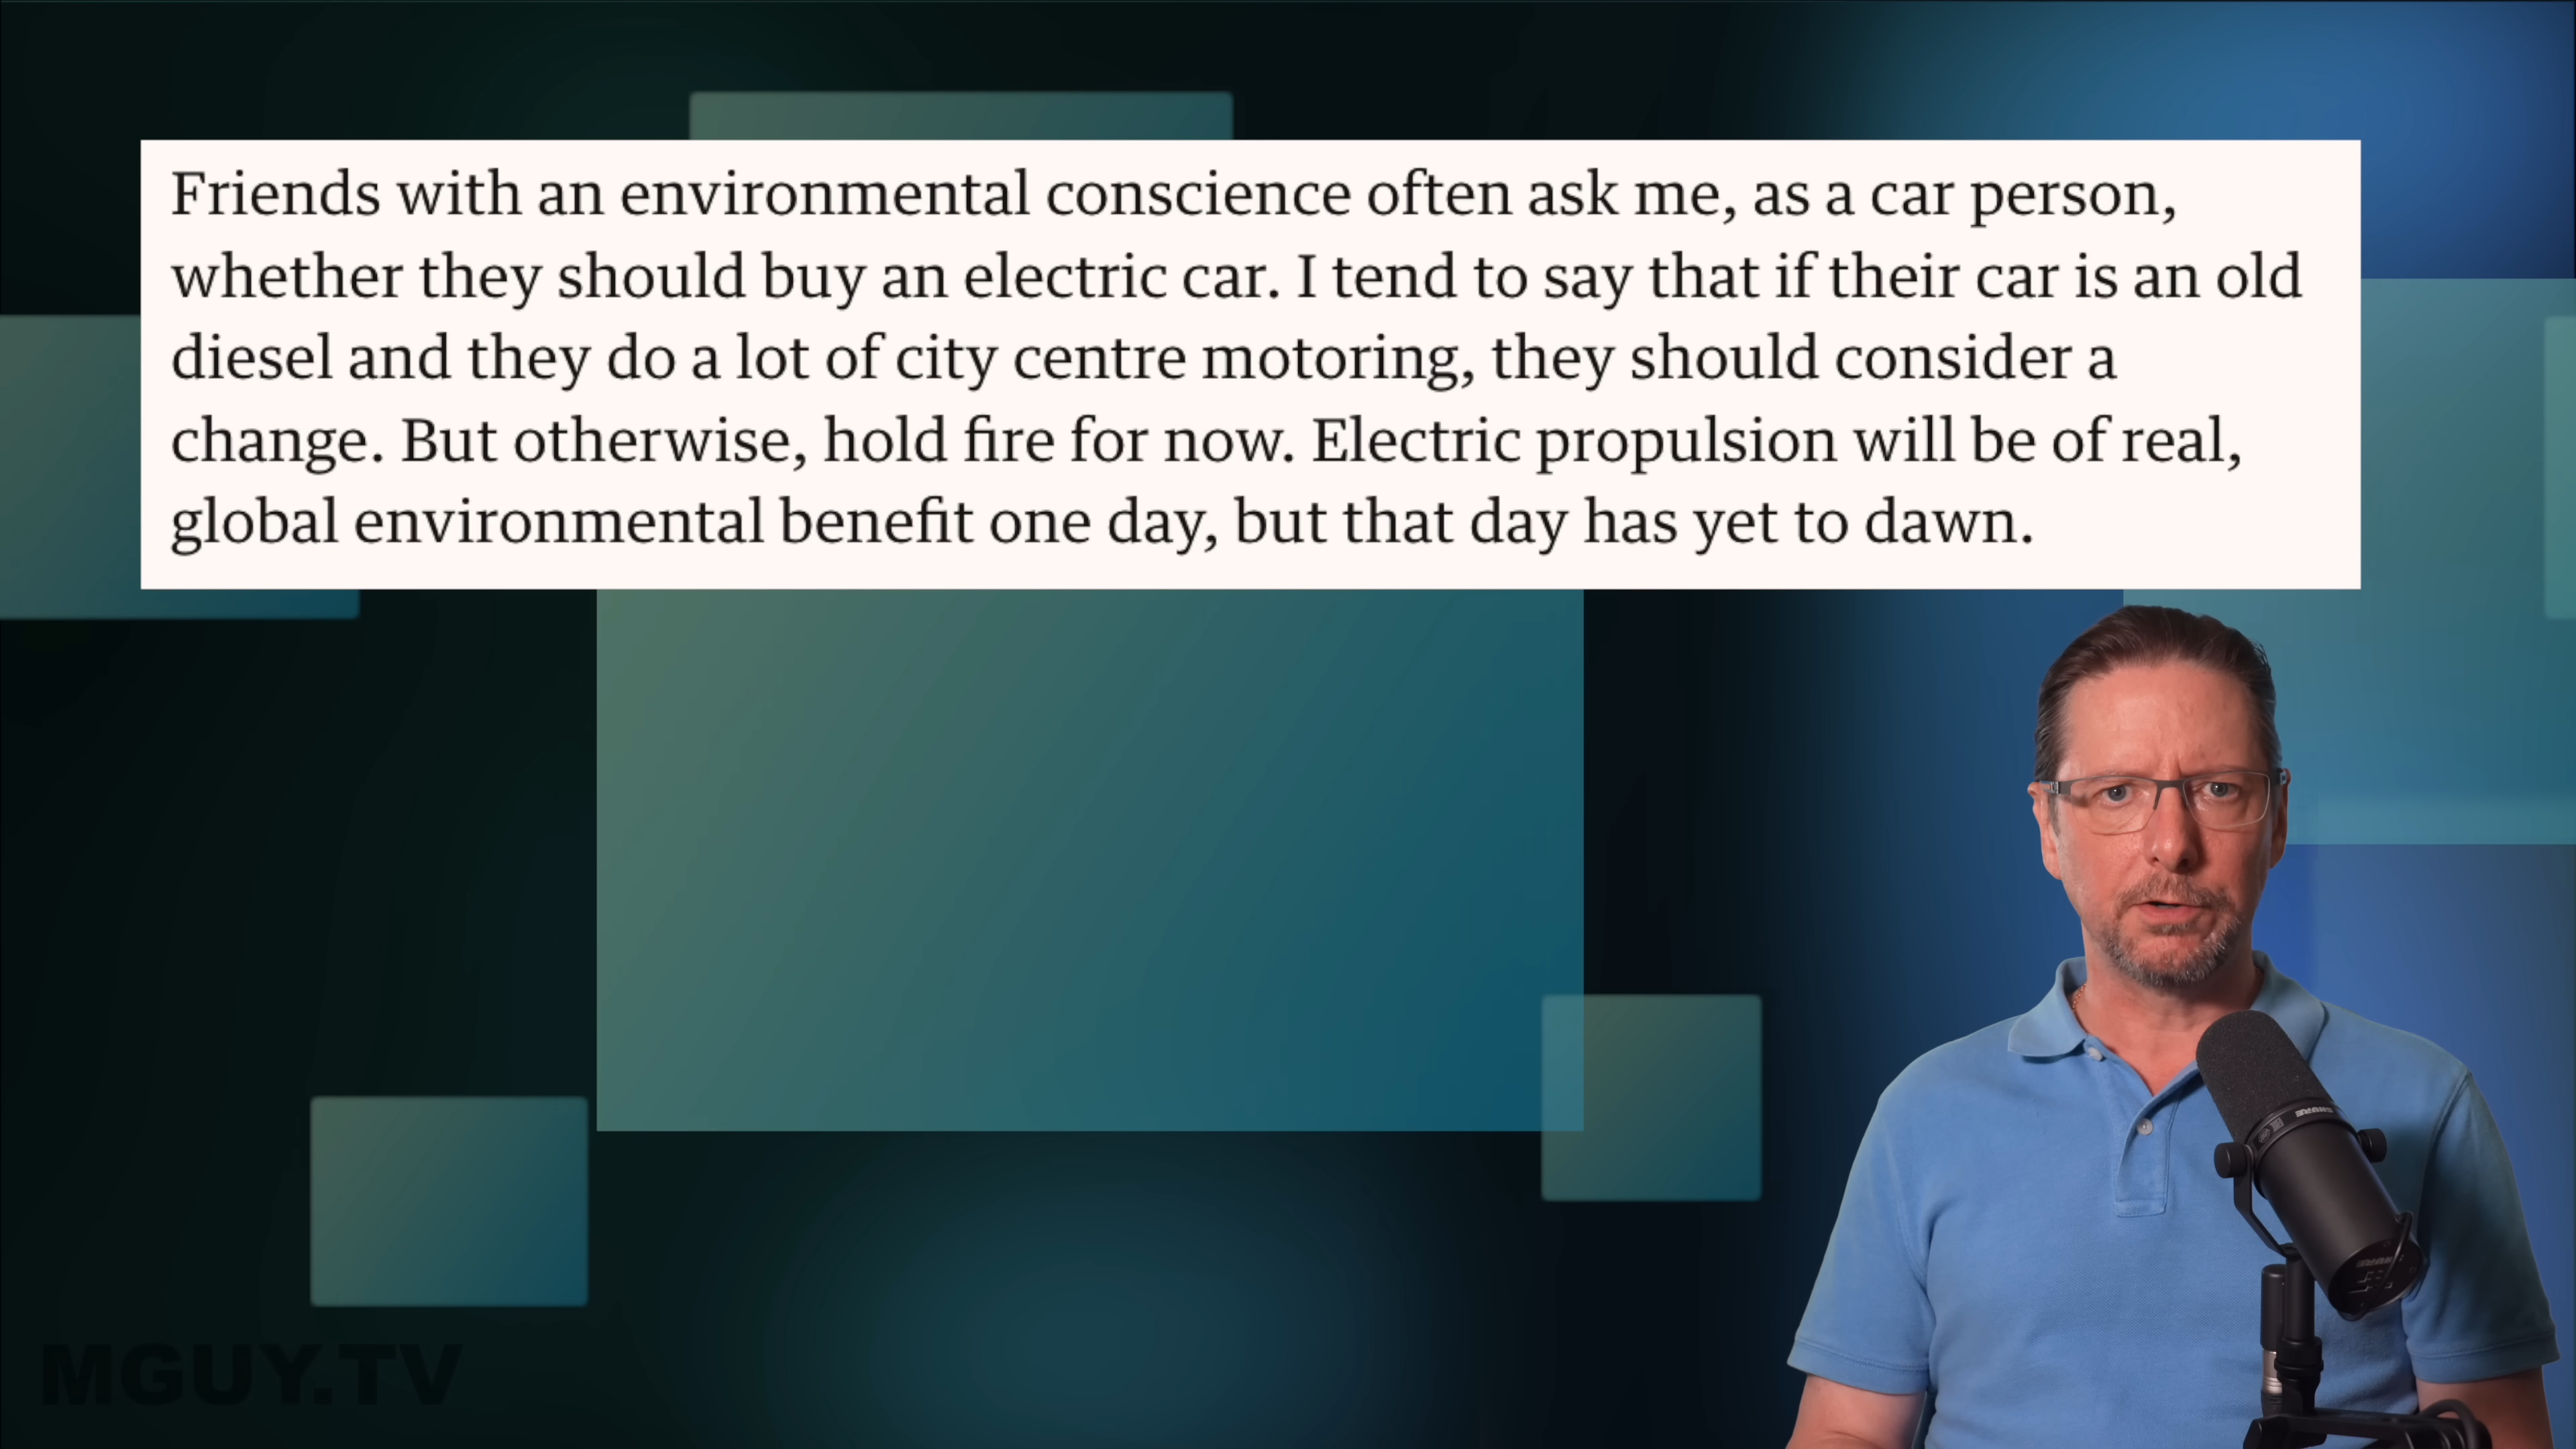 Friends with an environmental conscience often ask me, as a car person,
whether they should buy an electric car. I tend to say that if their car is an old
diesel and they do a lot of city centre motoring, they should consider a
change. But otherwise, hold fire for now. Electric propulsion will be of real,
global environmental benefit one day, but that day has yet to dawn.
SHURE
MGUY.TV